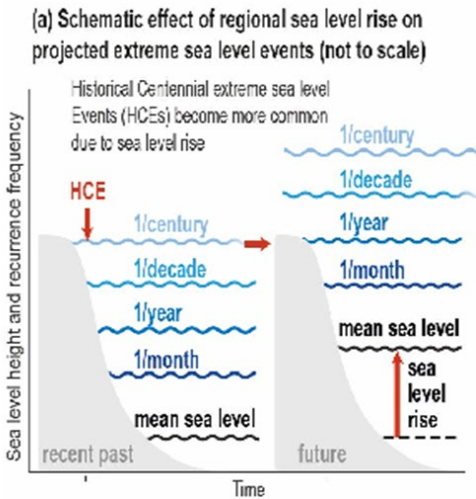 (a) Schematic effect of regional sea level rise on
projected extreme sea level events (not to scale)
Historical Centennial extreme sea level
Events (HCEs) become more common
due to sea level rise
Sea level height and recurrence frequency
HCE
1/century
1/decade
1/year
1/month
mean sea level
recent past
1/century
1/decade
1/year
1/month
mean sea level
sea
level
rise
future
Time